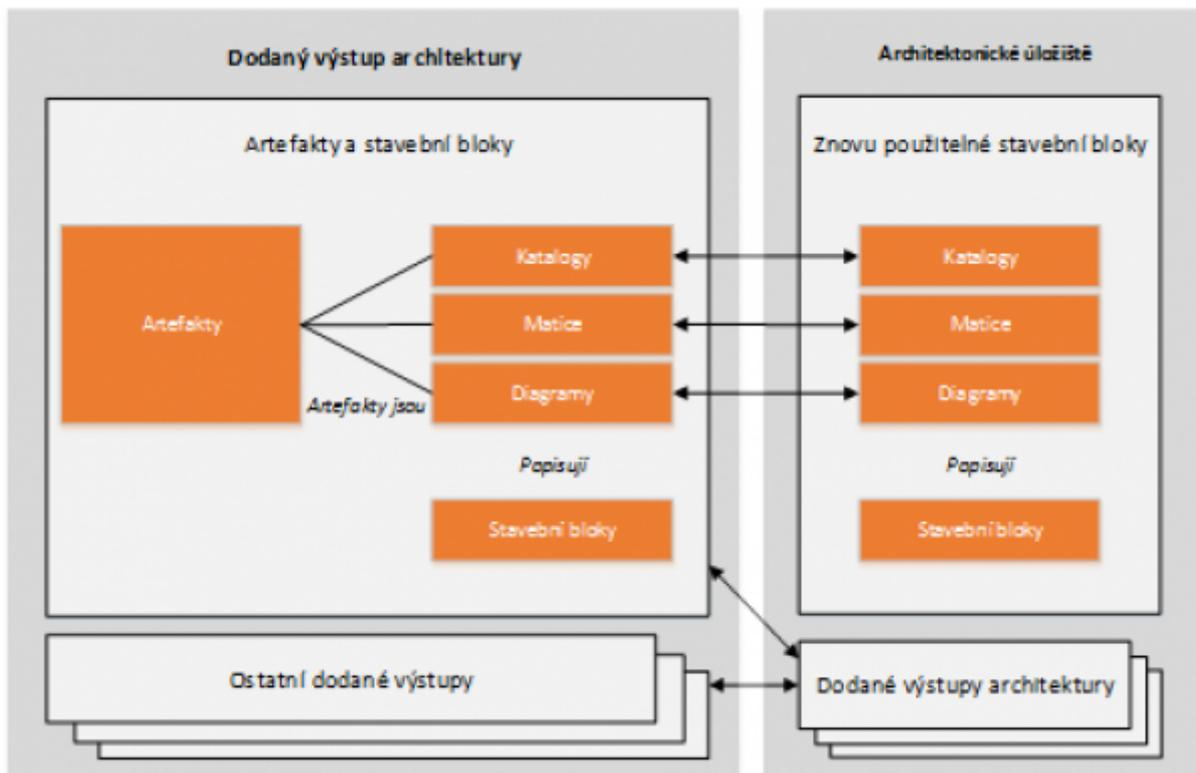 Dodaný výstup architektury
Artefakty a stavební bloky
Artefakty
Artefakty jsou
Katalogy
Matice
Diagramy
Popisují
Stavební bloky
Ostatní dodané výstupy
Architektonické úložiště
Znovu použitelné stavební bloky
Katalogy
Matice
Diagramy
Popisují
Stavební bloky
Dodané výstupy architektury